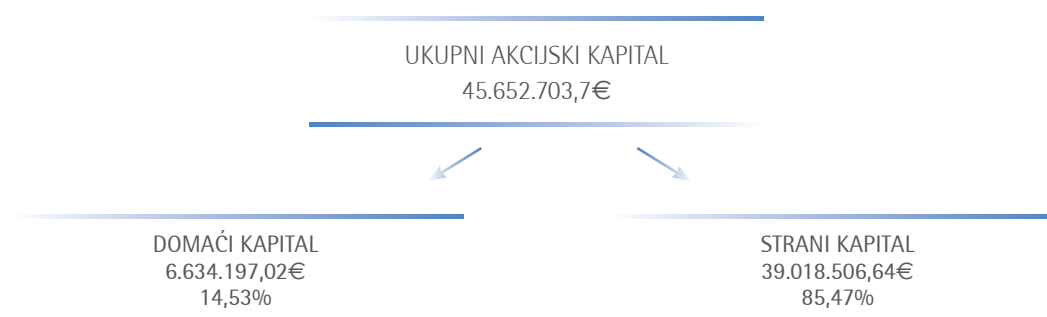 UKUPNI AKCIJSKI KAPITAL
45.652.703,7€
DOMAĆI KAPITAL
6.634.197,02€
14,53%
STRANI KAPITAL
39.018.506,64€
85,47%